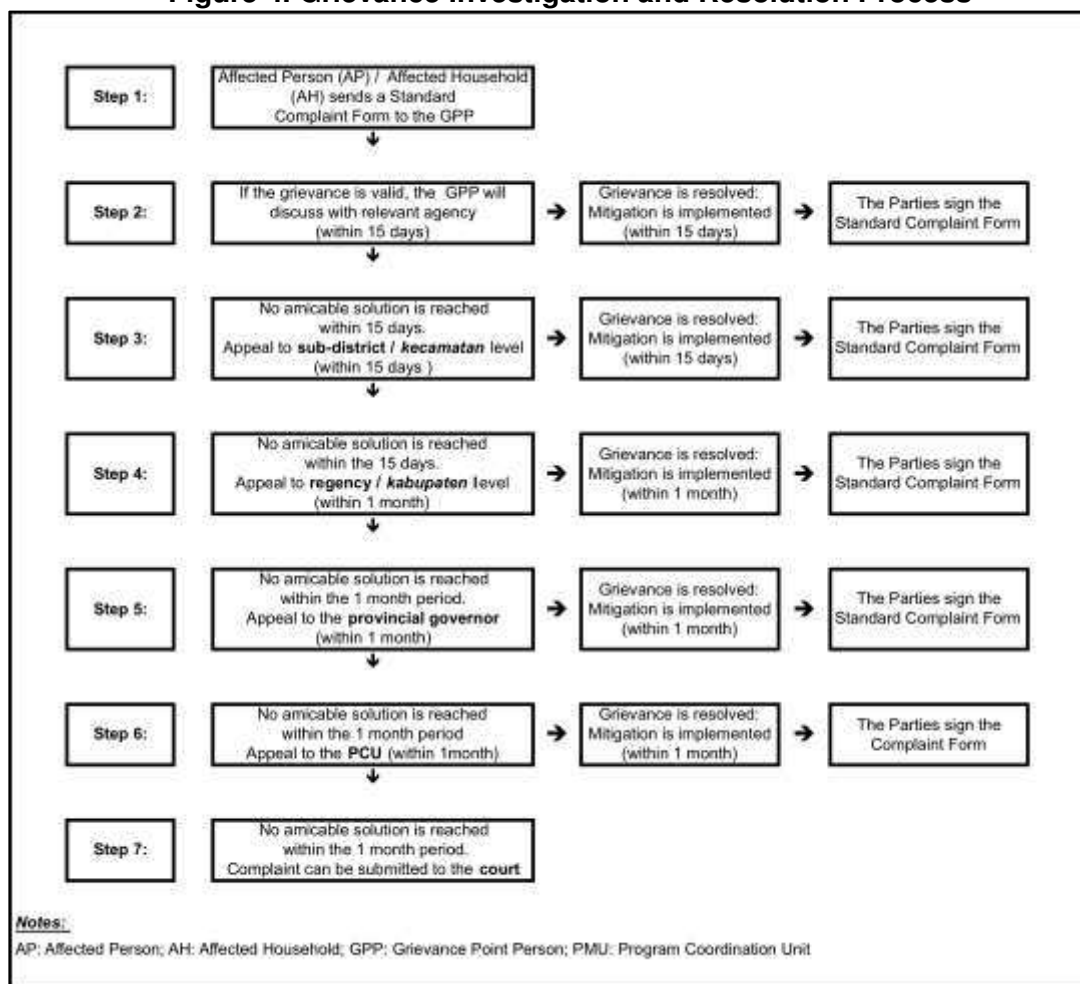 Figure 4. Grievance Investigation and Resolution Process
Step 1:
Affected Person (AP) / Affected Household
(AH) sends a Standard
Complaint Form to the GPP
Step 2:
If the grievance is valid, the GPP will
discuss with relevant agency
(within 15 days)
Grievance is resolved:
Mitigation is implemented
(within 15 days)
The Parties sign the
Standard Complaint Form
Step 3:
No amicable solution is reached
within 15 days.
Appeal to sub-district / kecamatan level
(within 15 days )
Grievance is resolved:
Mitigation is implemented
(within 15 days)
The Parties sign the
Standard Complaint Form
Step 4:
No amicable solution is reached
within the 15 days.
Appeal to regency / kabupaten level
(within 1 month)
Grievance is resolved:
Mitigation is implemented
(within 1 month)
The Parties sign the
Standard Complaint Form
Step 5:
No amicable solution is reached
within the 1 month period.
Appeal to the provincial governor
(within 1 month)
Grievance is resolved:
Mitigation is implemented
(within 1 month)
The Parties sign the
Standard Complaint Form
Step 6:
No amicable solution is reached
within the 1 month period
Appeal to the PCU (within 1month)
Grievance is resolved:
Mitigation is implemented
(within 1 month)
The Parties sign the
Complaint Form
Step 7:
No amicable solution is reached
within the 1 month period.
Complaint can be submitted to the court
Notes:
AP: Affected Person; AH: Affected Household; GPP: Grievance Point Person; PMU: Program Coordination Unit